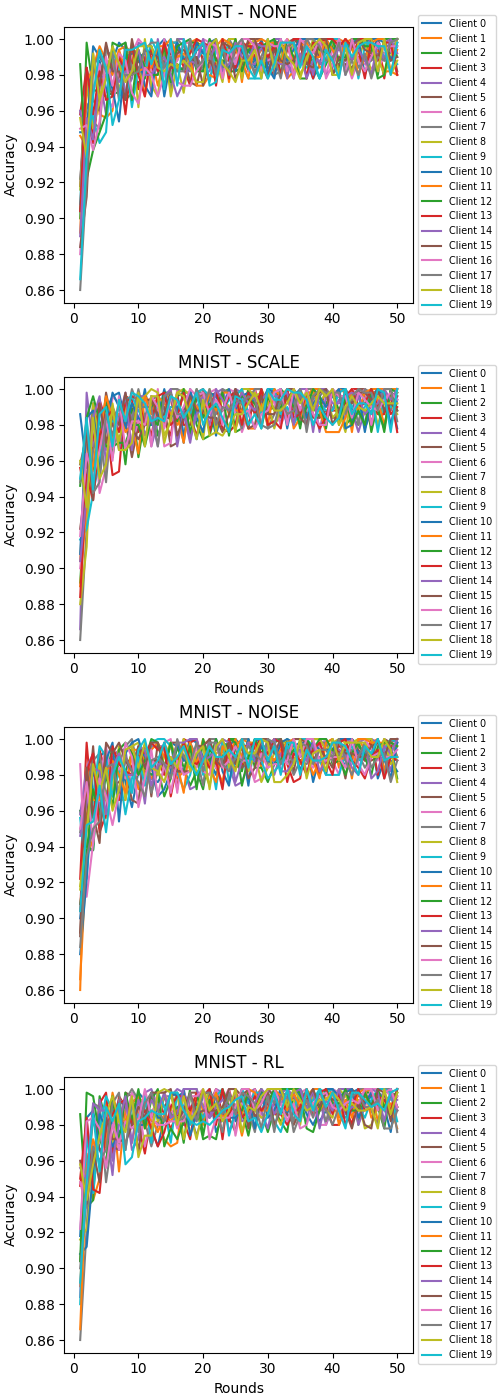 MNIST - NONE
1.00
0.98
0.96
0.94
0.92
0.90
0.88
0.86
Accuracy
0 10 20 30 40 50
Rounds
Client 0
Client 1
Client 2
Client 3
Client 4
Client 5
Client 6
Client 7
Client 8
Client 9
Client 10
Client 11
Client 12
Client 13
Client 14
Client 15
Client 16
Client 17
Client 18
Client 19
MNIST - SCALE
1.00
0.98
0.96
0.94
0.92
0.90
0.88
0.86
Accuracy
0 10 20 30 40 50
Rounds
Client 0
Client 1
Client 2
Client 3
Client 4
Client 5
Client 6
Client 7
Client 8
Client 9
Client 10
Client 11
Client 12
Client 13
Client 14
Client 15
Client 16
Client 17
Client 18
Client 19
MNIST - NOISE
1.00
0.98
0.96
0.94
0.92
0.90
0.88
0.86
Accuracy
0 10 20 30 40 50
Rounds
Client 0
Client 1
Client 2
Client 3
Client 4
Client 5
Client 6
Client 7
Client 8
Client 9
Client 10
Client 11
Client 12
Client 13
Client 14
Client 15
Client 16
Client 17
Client 18
Client 19
MNIST - RL
1.00
0.98
0.96
0.94
0.92
0.90
0.88
0.86
Accuracy
0 10 20 30 40 50
Rounds
Client 0
Client 1
Client 2
Client 3
Client 4
Client 5
Client 6
Client 7
Client 8
Client 9
Client 10
Client 11
Client 12
Client 13
Client 14
Client 15
Client 16
Client 17
Client 18
Client 19